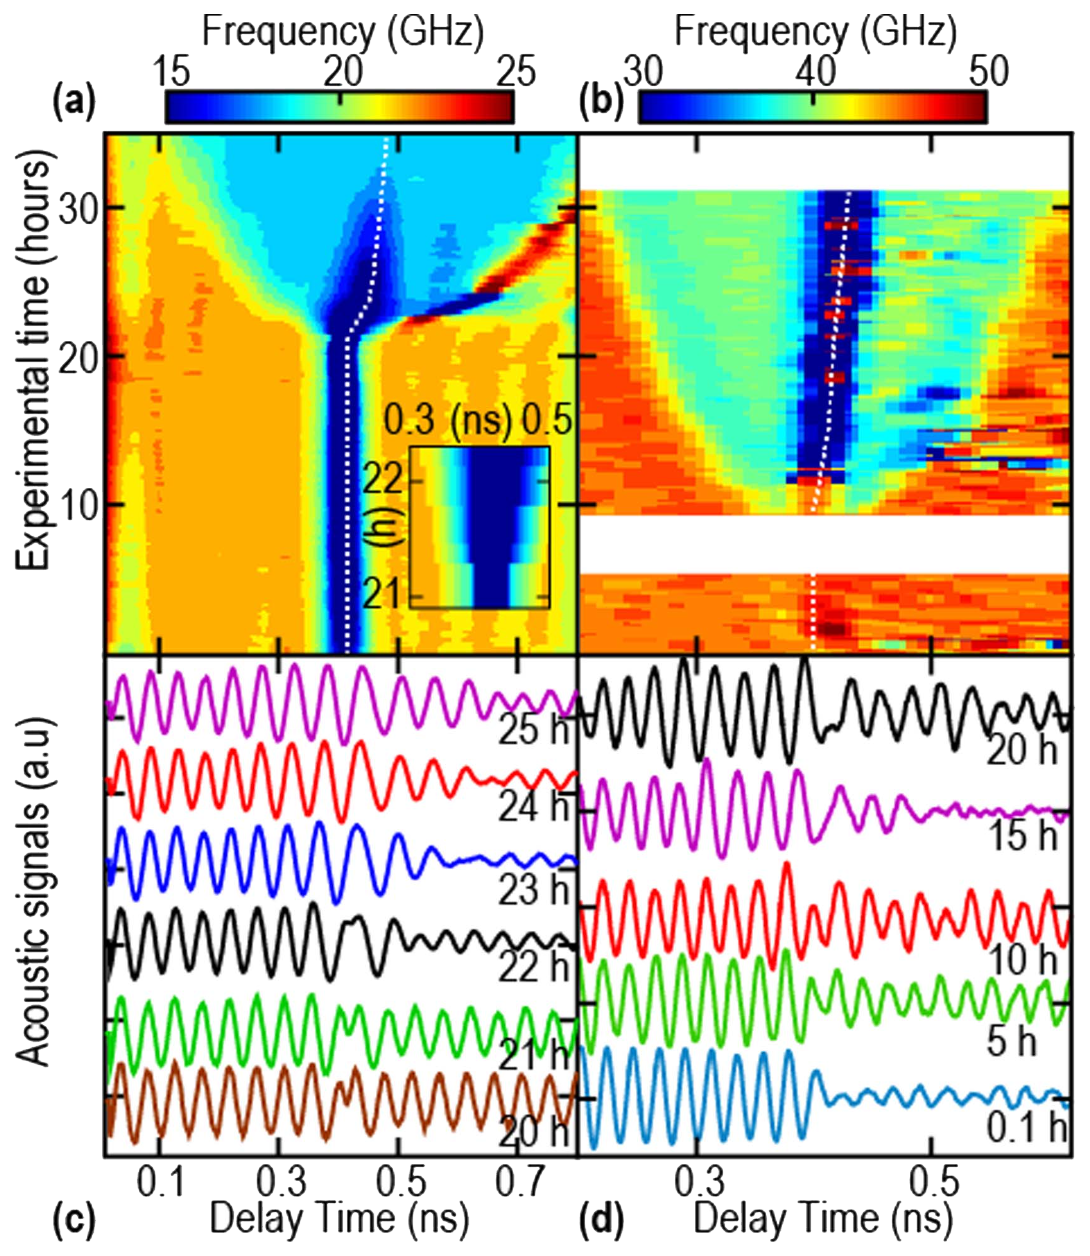 Frequency (GHz)
15 20 25
(a)
Frequency (GHz)
30 40 50
(b)
Experimental time (hours)
30
20
10
0.3 (ns) 0.5
22
(h)
21
Acoustic signals (a.u)
25 h
24 h
23 h
22 h
21 h
20 h
20 h
15 h
10 h
5 h
0.1 h
0.1 0.3 0.5 0.7
0.3 0.5
(c) Delay Time (ns)
(d) Delay Time (ns)